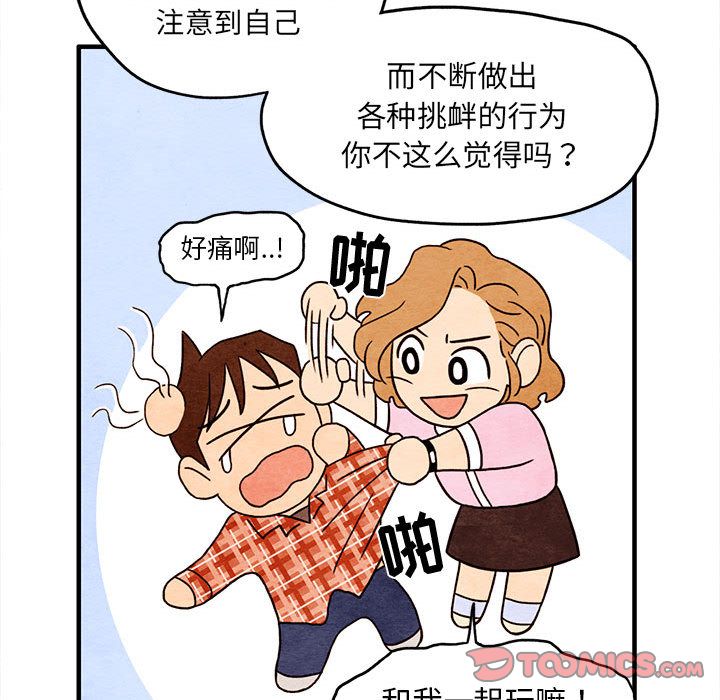 注意到自己
而不断做出
各种挑衅的行为
你不这么觉得吗？
好痛啊..!
啪
啪
和我一起玩嘛！
TOOMICS.COM